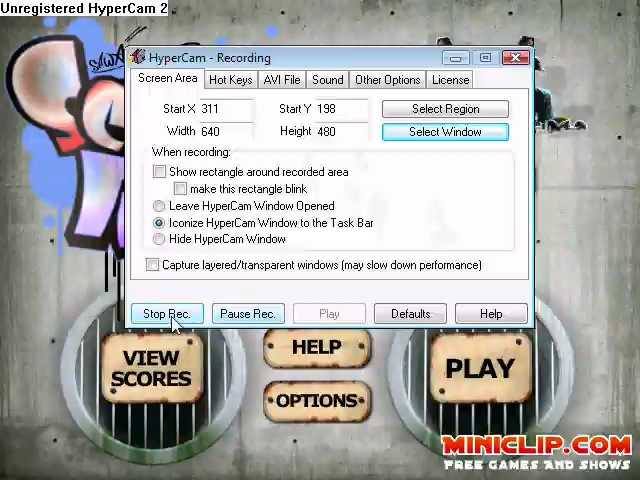 Unregistered HyperCam 2
HyperCam - Recording
Screen Area Hot Keys AVI File Sound Other Options License
Start X 311 Start Y 198 Select Region
Width 640 Height 480 Select Window
When recording:
Show rectangle around recorded area
make this rectangle blink
Leave HyperCam Window Opened
Iconize HyperCam Window to the Task Bar
Hide HyperCam Window
Capture layered/transparent windows (may slow down performance)
Stop Rec. Pause Rec. Play Defaults Help
VIEW
SCORES
HELP
OPTIONS
PLAY
MINICLIP.COM
FREE GAMES AND SHOWS